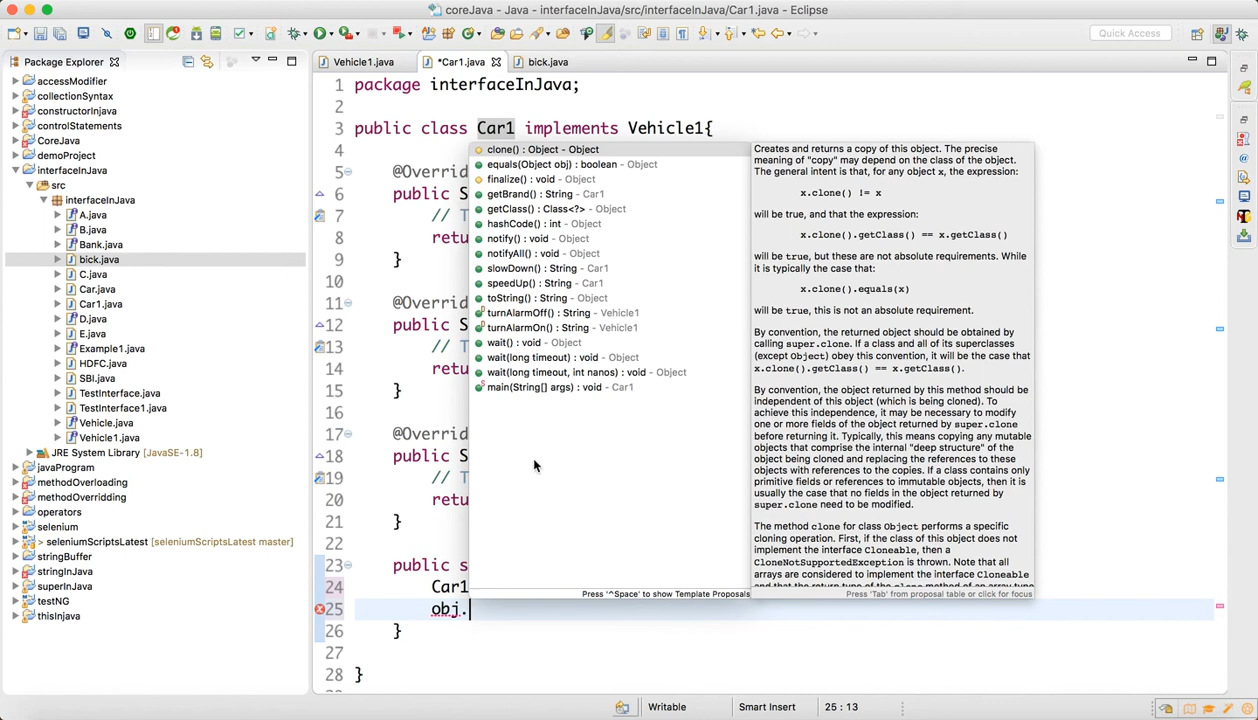 coreJava - Java - interfaceInJava/src/interfaceInJava/Car1.java - Eclipse
Quick Access
Package Explorer
Vehicle1.java
*Car1.java
bick.java
accessModifier
collectionSyntax
constructorInjava
controlStatements
CoreJava
demoProject
interfaceInJava
src
interfaceInJava
A.java
B.java
Bank.java
bick.java
C.java
Car.java
Car1.java
D.java
E.java
Example1.java
HDFC.java
SBI.java
TestInterface.java
TestInterface1.java
Vehicle.java
Vehicle1.java
JRE System Library [JavaSE-1.8]
javaProgram
methodOverloading
methodOverridding
operators
selenium
> seleniumScriptsLatest [seleniumScriptsLatest master]
stringBuffer
stringInJava
superInJava
testNG
thisInjava
1 package interfaceInJava;
2
3 public class Car1 implements Vehicle1{
4
5 @Overrid
6 public S
7 // T
8 retu
9 }
10
11 @Overrid
12 public S
13 // T
14 retu
15 }
16
17 @Overrid
18 public S
19 // T
20 retu
21 }
22
23 public s
24 Car1
25 obj.
26 }
27
28 }
clone() : Object - Object
equals(Object obj) : boolean - Object
finalize() : void - Object
getBrand() : String - Car1
getClass() : Class<?> - Object
hashCode() : int - Object
notify() : void - Object
notifyAll() : void - Object
slowDown() : String - Car1
speedUp() : String - Car1
toString() : String - Object
turnAlarmOff() : String - Vehicle1
turnAlarmOn() : String - Vehicle1
wait() : void - Object
wait(long timeout) : void - Object
wait(long timeout, int nanos) : void - Object
main(String[] args) : void - Car1
Press '^Space' to show Template Proposals
Creates and returns a copy of this object. The precise
meaning of "copy" may depend on the class of the object.
The general intent is that, for any object x, the expression:
x.clone() != x
will be true, and that the expression:
x.clone().getClass() == x.getClass()
will be true, but these are not absolute requirements. While
it is typically the case that:
x.clone().equals(x)
will be true, this is not an absolute requirement.
By convention, the returned object should be obtained by
calling super.clone. If a class and all of its superclasses
(except Object) obey this convention, it will be the case that
x.clone().getClass() == x.getClass().
By convention, the object returned by this method should be
independent of this object (which is being cloned). To
achieve this independence, it may be necessary to modify
one or more fields of the object returned by super.clone
before returning it. Typically, this means copying any mutable
objects that comprise the internal "deep structure" of the
object being cloned and replacing the references to these
objects with references to the copies. If a class contains only
primitive fields or references to immutable objects, then it is
usually the case that no fields in the object returned by
super.clone need to be modified.
The method clone for class Object performs a specific
cloning operation. First, if the class of this object does not
implement the interface Cloneable, then a
CloneNotSupportedException is thrown. Note that all
arrays are considered to implement the interface Cloneable
and that the return type of the clone method of an array type
Press 'Tab' from proposal table or click for focus
Writable
Smart Insert
25 : 13